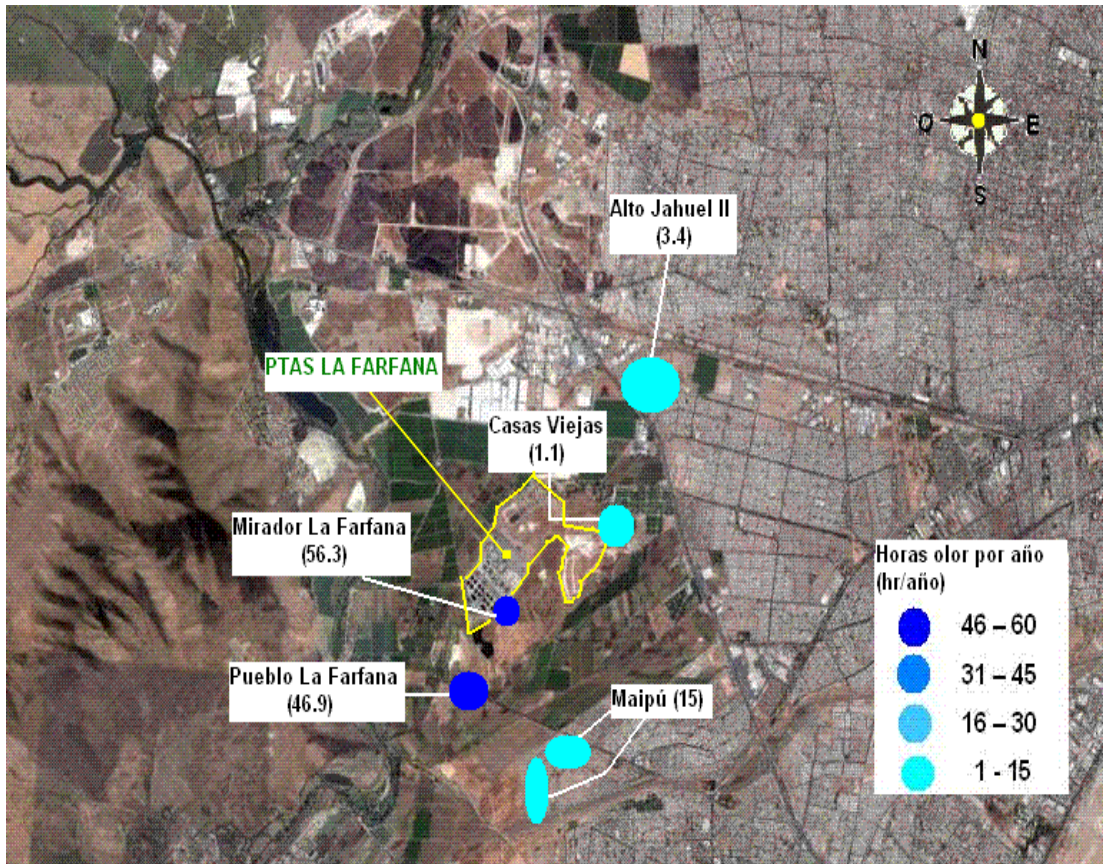 N
O
E
S
Alto Jahuel II
(3.4)
PTAS LA FARFANA
Casas Viejas
(1.1)
Mirador La Farfana
(56.3)
Pueblo La Farfana
(46.9)
Maipú (15)
Horas olor por año
(hr/año)
46 – 60
31 – 45
16 – 30
1 - 15